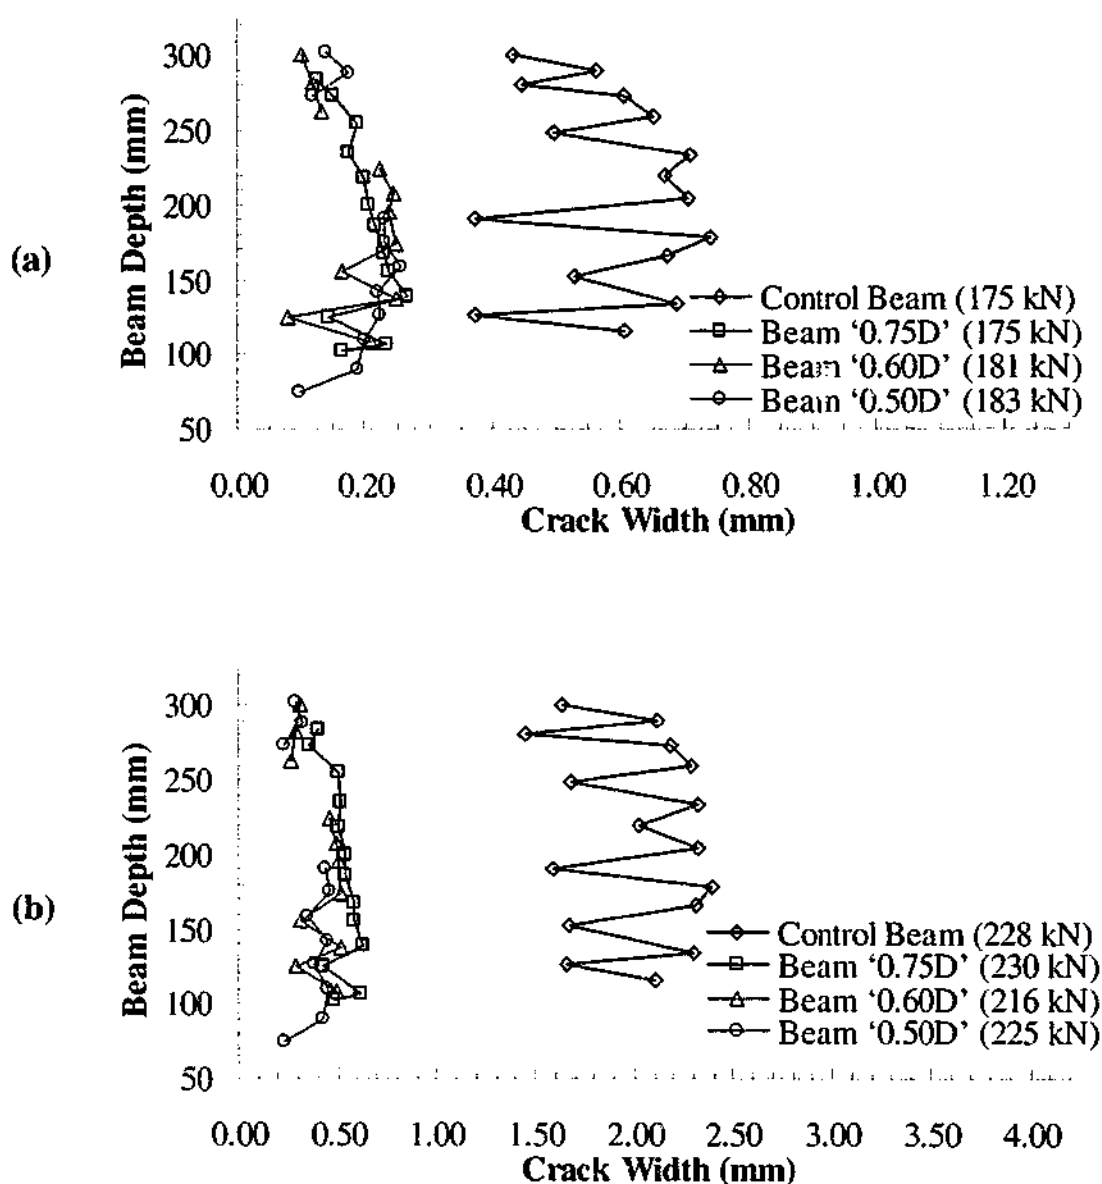 (a)
Beam Depth (mm)
300
250
200
150
100
50
Control Beam (175 kN)
Beam ‘0.75D’ (175 kN)
Beam ‘0.60D’ (181 kN)
Beam ‘0.50D’ (183 kN)
0.00 0.20 0.40 0.60 0.80 1.00 1.20
Crack Width (mm)
(b)
Beam Depth (mm)
300
250
200
150
100
50
Control Beam (228 kN)
Beam ‘0.75D’ (230 kN)
Beam ‘0.60D’ (216 kN)
Beam ‘0.50D’ (225 kN)
0.00 0.50 1.00 1.50 2.00 2.50 3.00 3.50 4.00
Crack Width (mm)